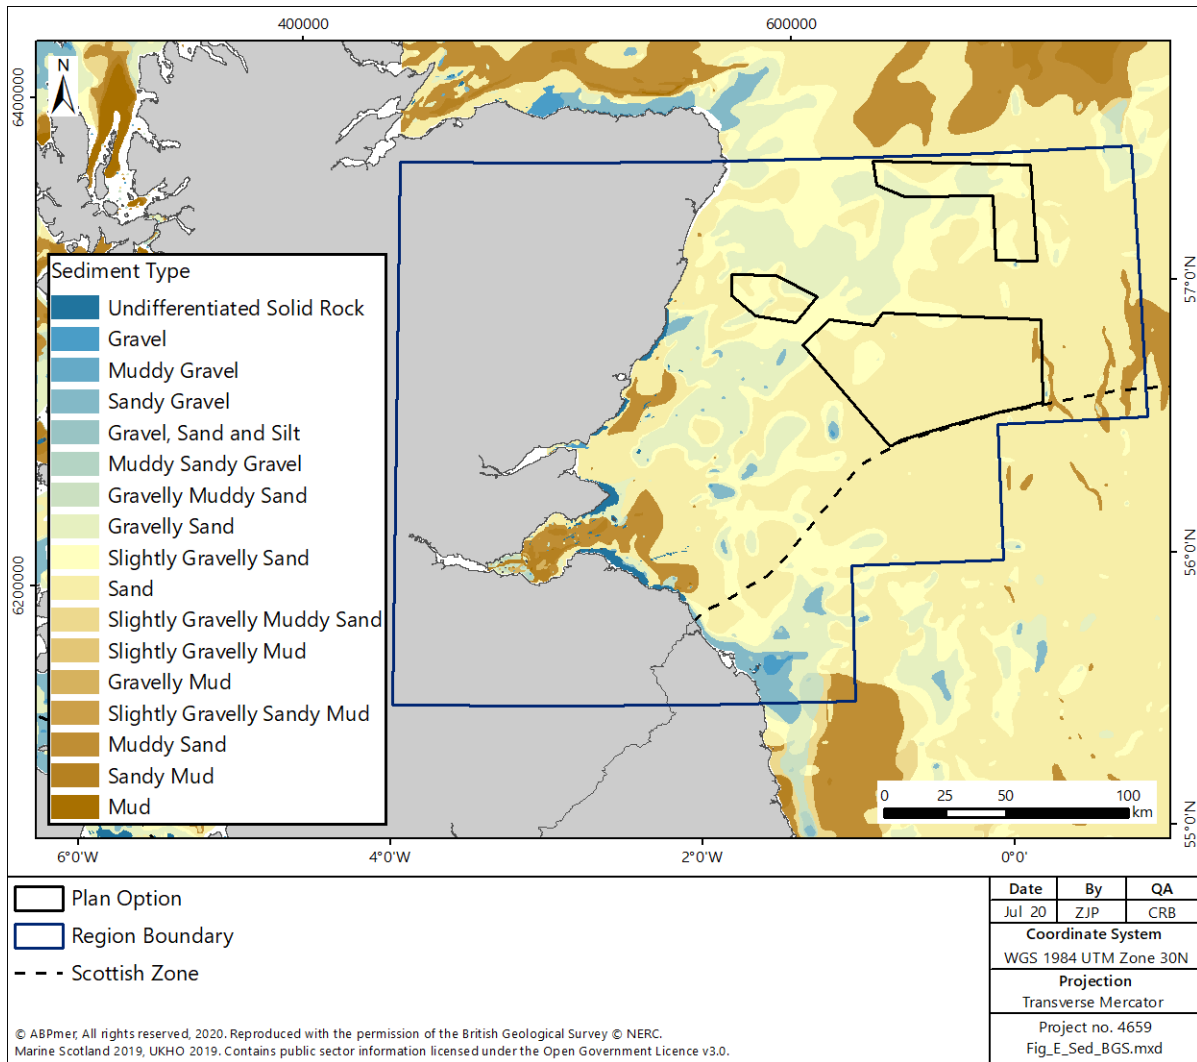 400000
600000
6400000
6200000
N
57°0'N
56°0'N
55°0'N
Sediment Type
Undifferentiated Solid Rock
Gravel
Muddy Gravel
Sandy Gravel
Gravel, Sand and Silt
Muddy Sandy Gravel
Gravelly Muddy Sand
Gravelly Sand
Slightly Gravelly Sand
Sand
Slightly Gravelly Muddy Sand
Slightly Gravelly Mud
Gravelly Mud
Slightly Gravelly Sandy Mud
Muddy Sand
Sandy Mud
Mud
0 25 50 100
km
6°0'W 4°0'W 2°0'W 0°0'
Plan Option
Region Boundary
Scottish Zone
Date By QA
Jul 20 ZJP CRB
Coordinate System
WGS 1984 UTM Zone 30N
Projection
Transverse Mercator
Project no. 4659
Fig_E_Sed_BGS.mxd
© ABPmer, All rights reserved, 2020. Reproduced with the permission of the British Geological Survey © NERC.
Marine Scotland 2019, UKHO 2019. Contains public sector information licensed under the Open Government Licence v3.0.